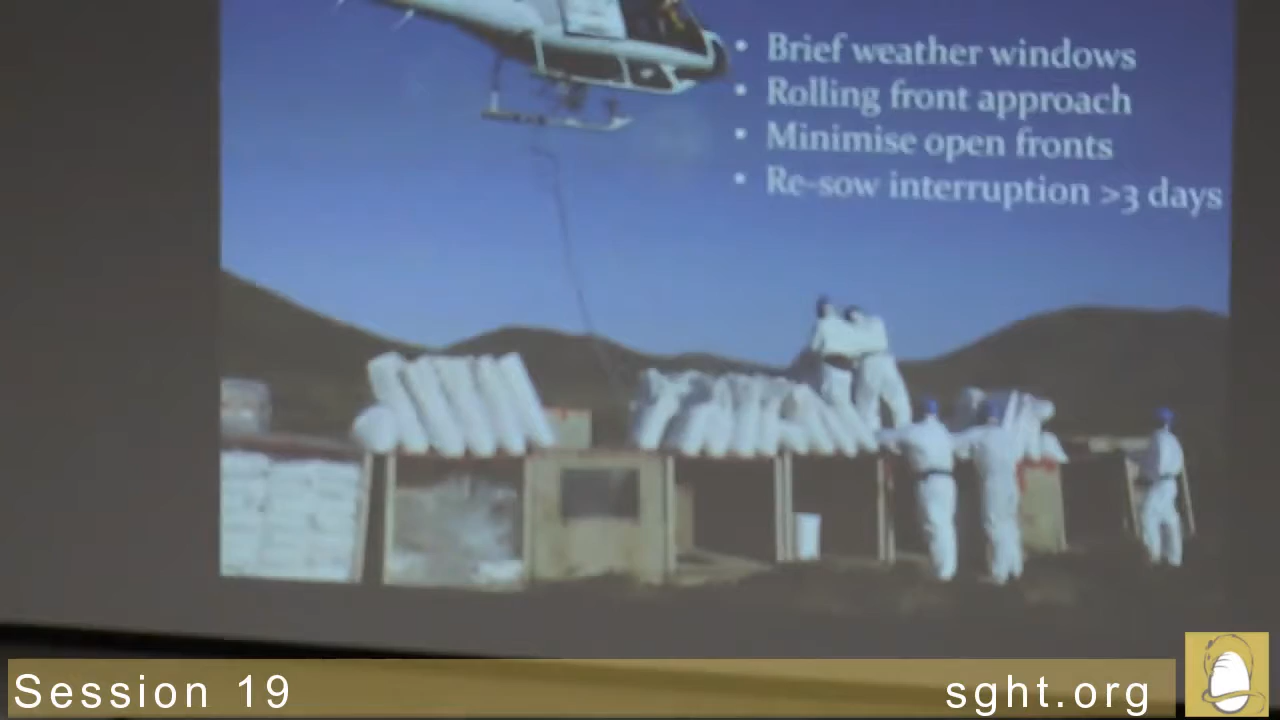 • Brief weather windows
• Rolling front approach
• Minimise open fronts
• Re-sow interruption >3 days
Session 19
sght.org